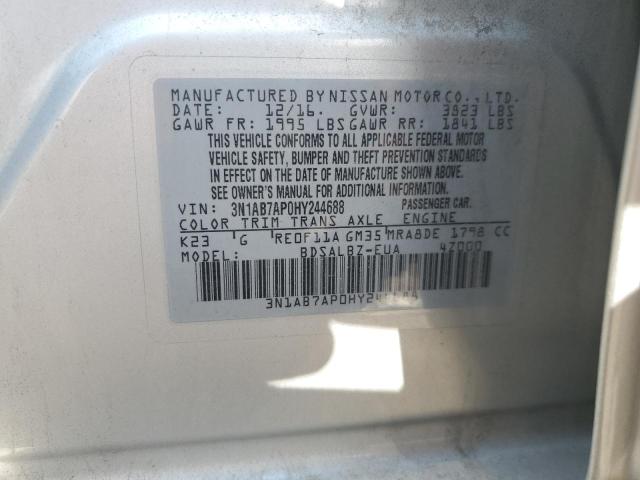 MANUFACTURED BY NISSAN MOTOR CO., LTD.
DATE: 12/16. GVWR: 3923 LBS
GAWR FR: 1995 LBS GAWR RR: 1841 LBS
THIS VEHICLE CONFORMS TO ALL APPLICABLE FEDERAL MOTOR
VEHICLE SAFETY, BUMPER AND THEFT PREVENTION STANDARDS
IN EFFECT ON THE DATE OF MANUFACTURE SHOWN ABOVE.
SEE OWNER'S MANUAL FOR ADDITIONAL INFORMATION.
VIN: 3N1AB7AP0HY244688 PASSENGER CAR.
COLOR TRIM TRANS AXLE ENGINE
K23 G RE0F11A GM35 MRA8DE 1798 CC
MODEL: BDSALBZ-EUA 4Z000
3N1AB7AP0HY244688